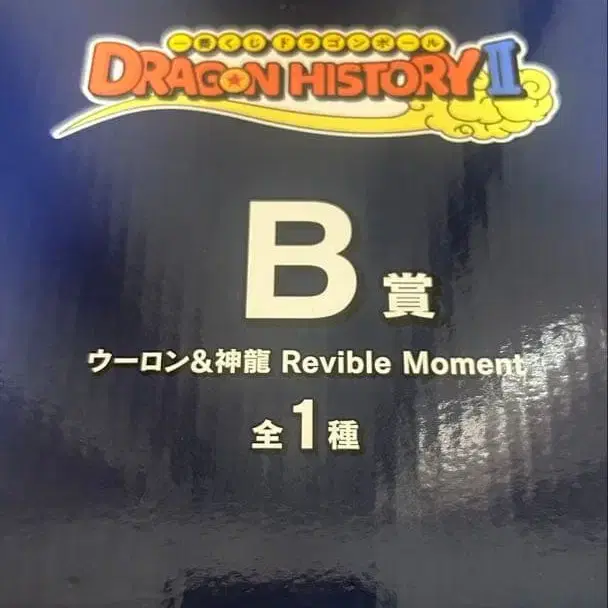 一番くじ ドラゴンボール
DRAGON HISTORY II
B賞
ウーロン&神龍 Revible Moment
全1種